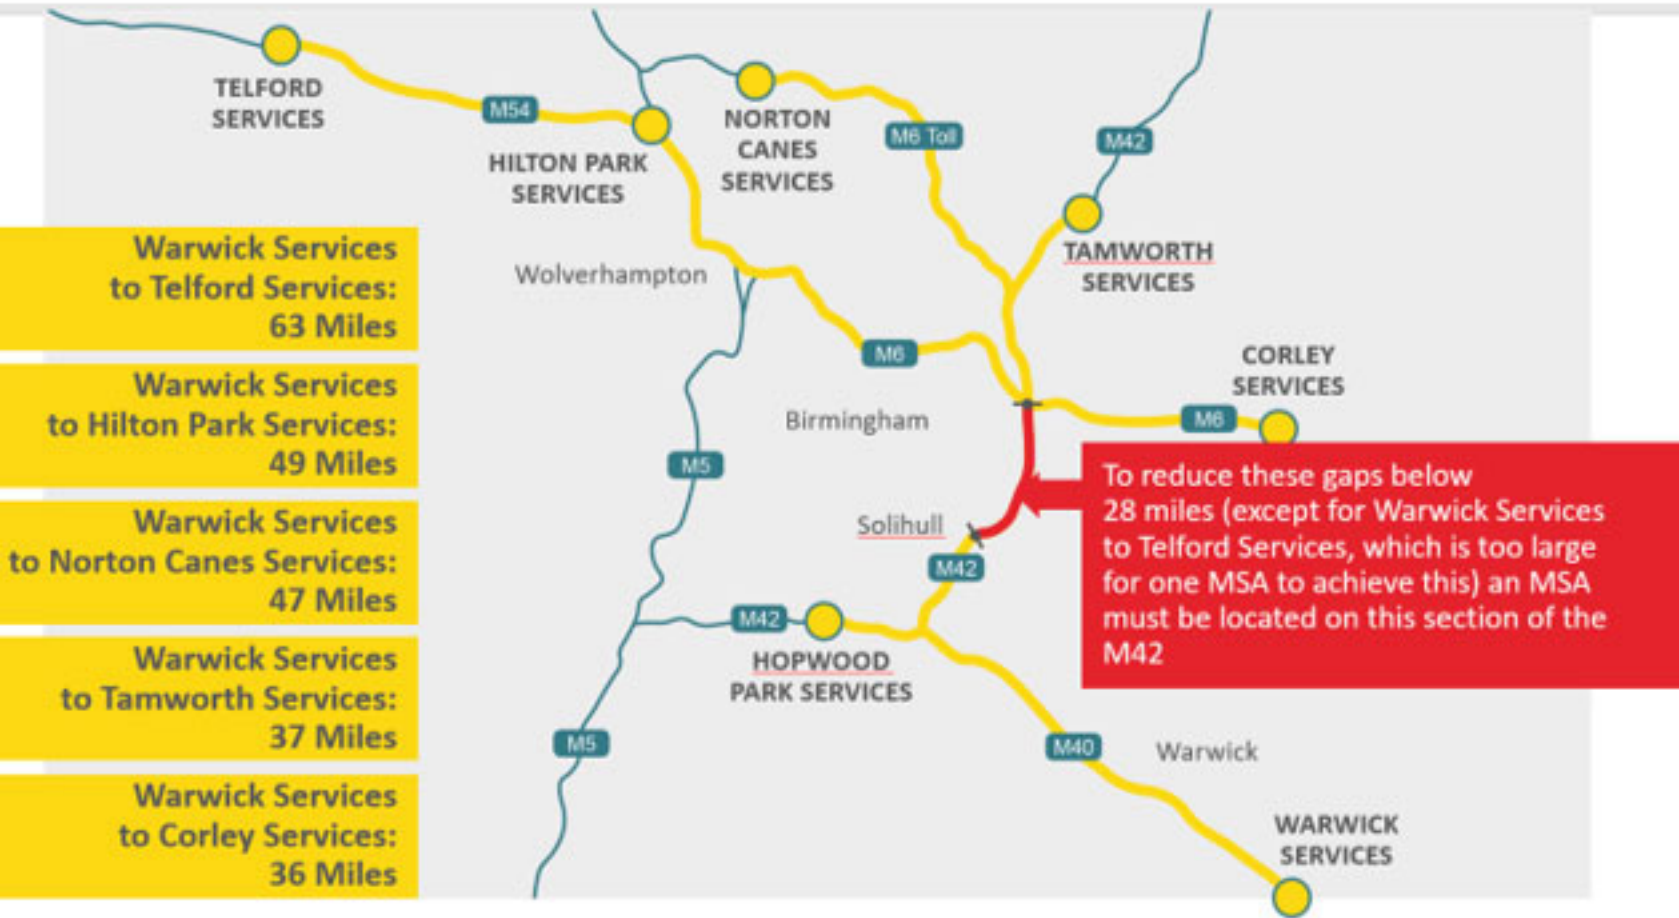 TELFORD
SERVICES
M54
HILTON PARK
SERVICES
NORTON
CANES
SERVICES
M6 Toll
M42
TAMWORTH
SERVICES
Wolverhampton
M6
CORLEY
SERVICES
M6
Birmingham
M5
Solihull
M42
M42
HOPWOOD
PARK SERVICES
M5
M40
Warwick
WARWICK
SERVICES
Warwick Services
to Telford Services:
63 Miles
Warwick Services
to Hilton Park Services:
49 Miles
Warwick Services
to Norton Canes Services:
47 Miles
Warwick Services
to Tamworth Services:
37 Miles
Warwick Services
to Corley Services:
36 Miles
To reduce these gaps below
28 miles (except for Warwick Services
to Telford Services, which is too large
for one MSA to achieve this) an MSA
must be located on this section of the
M42